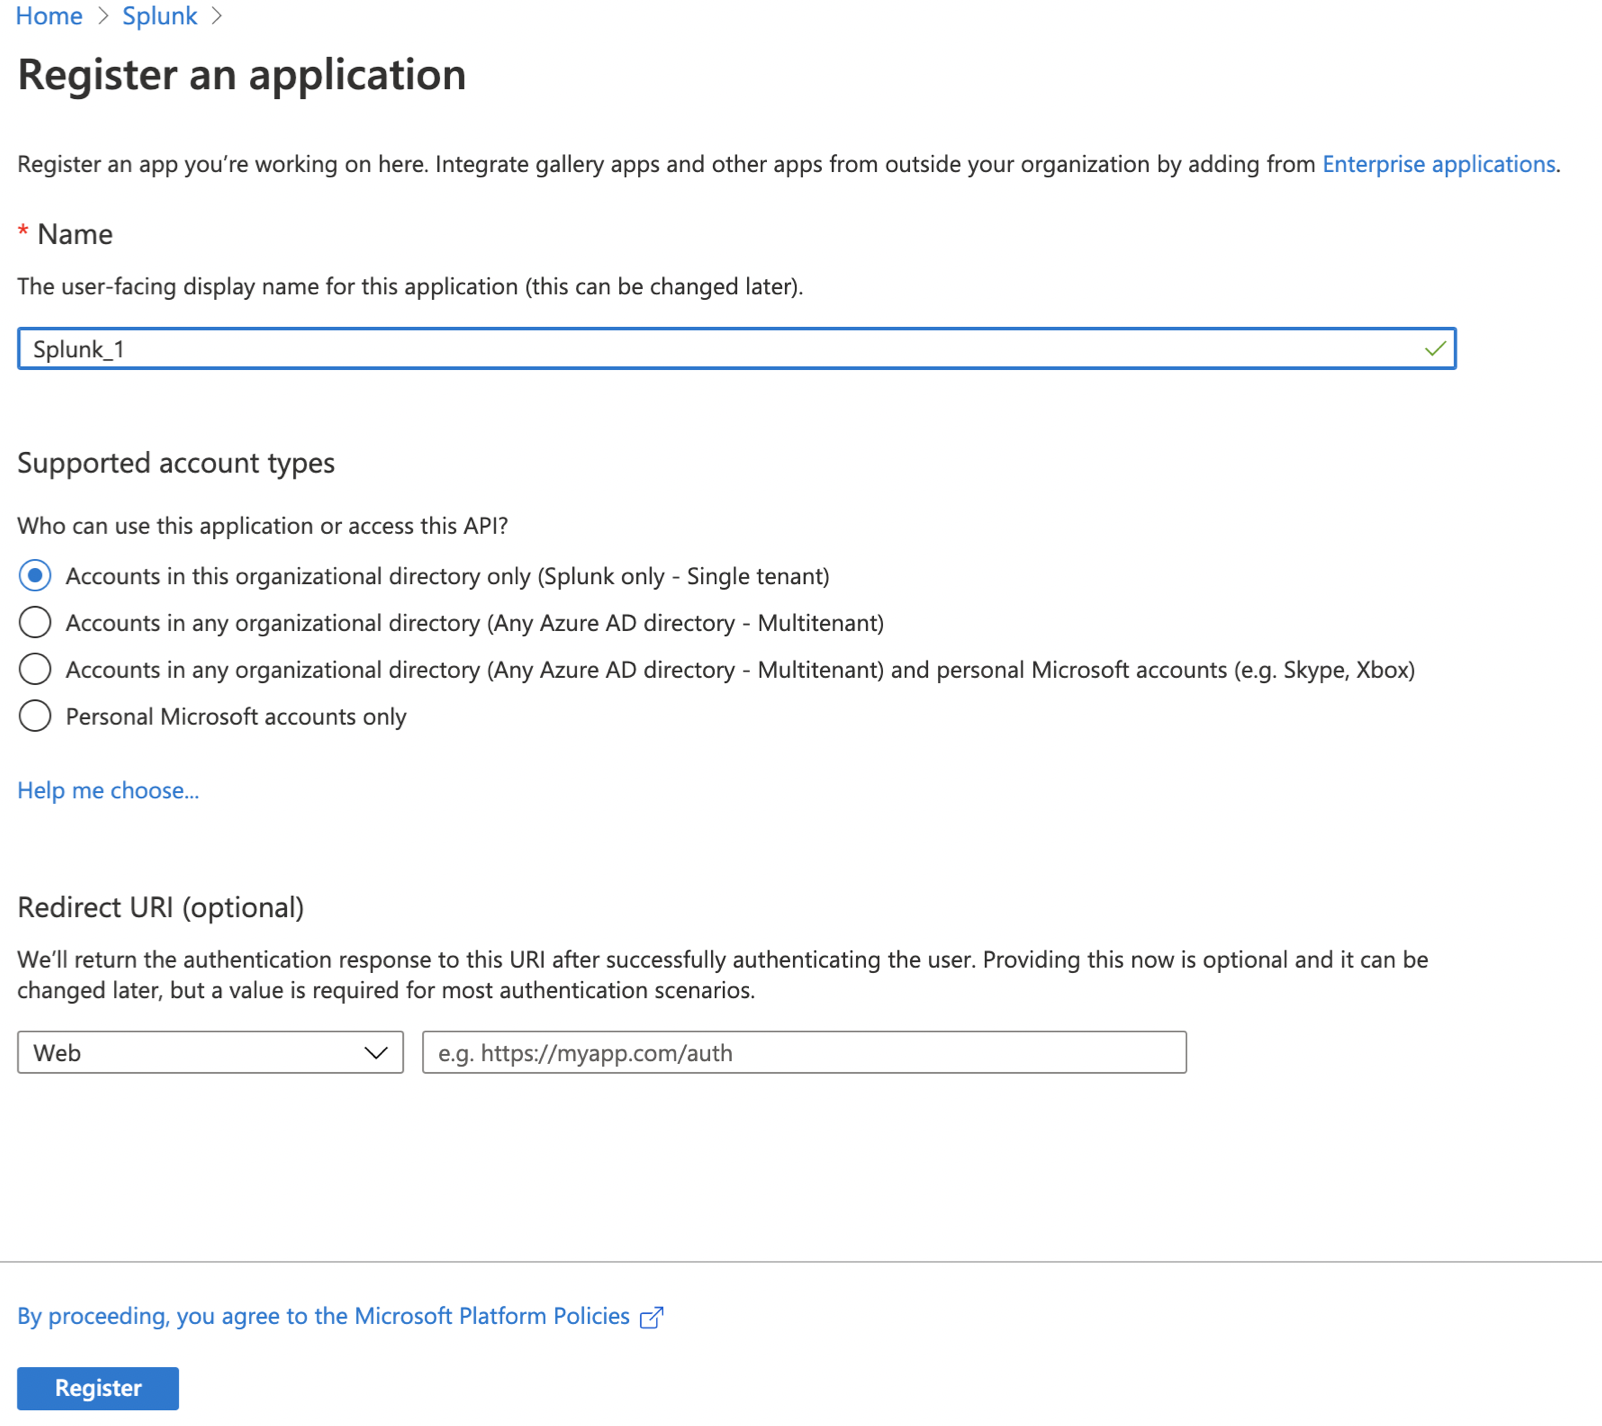 Home > Splunk >
Register an application
Register an app you’re working on here. Integrate gallery apps and other apps from outside your organization by adding from Enterprise applications.
* Name
The user-facing display name for this application (this can be changed later).
Splunk_1
Supported account types
Who can use this application or access this API?
Accounts in this organizational directory only (Splunk only - Single tenant)
Accounts in any organizational directory (Any Azure AD directory - Multitenant)
Accounts in any organizational directory (Any Azure AD directory - Multitenant) and personal Microsoft accounts (e.g. Skype, Xbox)
Personal Microsoft accounts only
Help me choose...
Redirect URI (optional)
We’ll return the authentication response to this URI after successfully authenticating the user. Providing this now is optional and it can be
changed later, but a value is required for most authentication scenarios.
Web e.g. https://myapp.com/auth
By proceeding, you agree to the Microsoft Platform Policies
Register